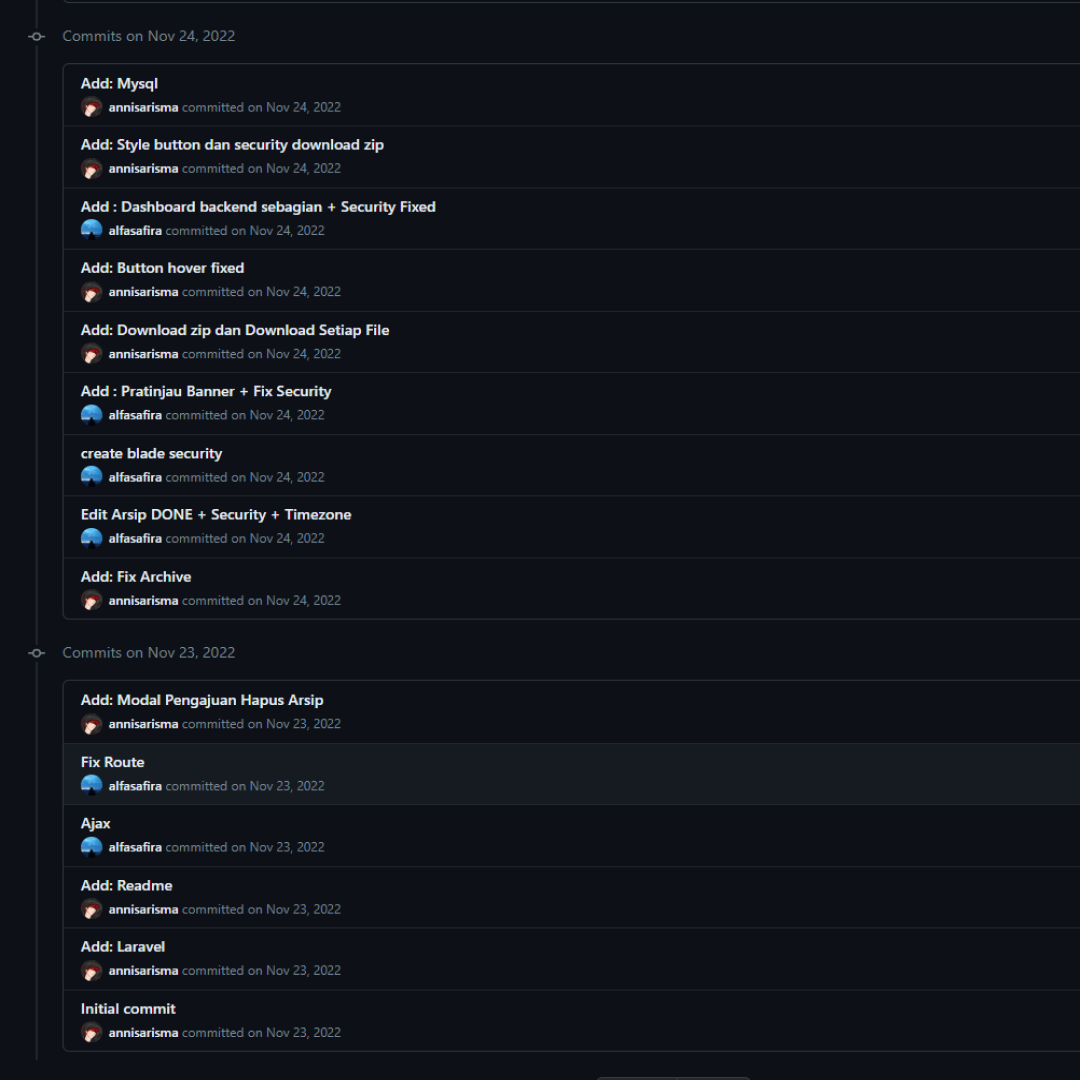 Commits on Nov 24, 2022
Add: Mysql
annisarisma committed on Nov 24, 2022
Add: Style button dan security download zip
annisarisma committed on Nov 24, 2022
Add : Dashboard backend sebagian + Security Fixed
alfasafira committed on Nov 24, 2022
Add: Button hover fixed
annisarisma committed on Nov 24, 2022
Add: Download zip dan Download Setiap File
annisarisma committed on Nov 24, 2022
Add : Pratinjau Banner + Fix Security
alfasafira committed on Nov 24, 2022
create blade security
alfasafira committed on Nov 24, 2022
Edit Arsip DONE + Security + Timezone
alfasafira committed on Nov 24, 2022
Add: Fix Archive
annisarisma committed on Nov 24, 2022
Commits on Nov 23, 2022
Add: Modal Pengajuan Hapus Arsip
annisarisma committed on Nov 23, 2022
Fix Route
alfasafira committed on Nov 23, 2022
Ajax
alfasafira committed on Nov 23, 2022
Add: Readme
annisarisma committed on Nov 23, 2022
Add: Laravel
annisarisma committed on Nov 23, 2022
Initial commit
annisarisma committed on Nov 23, 2022